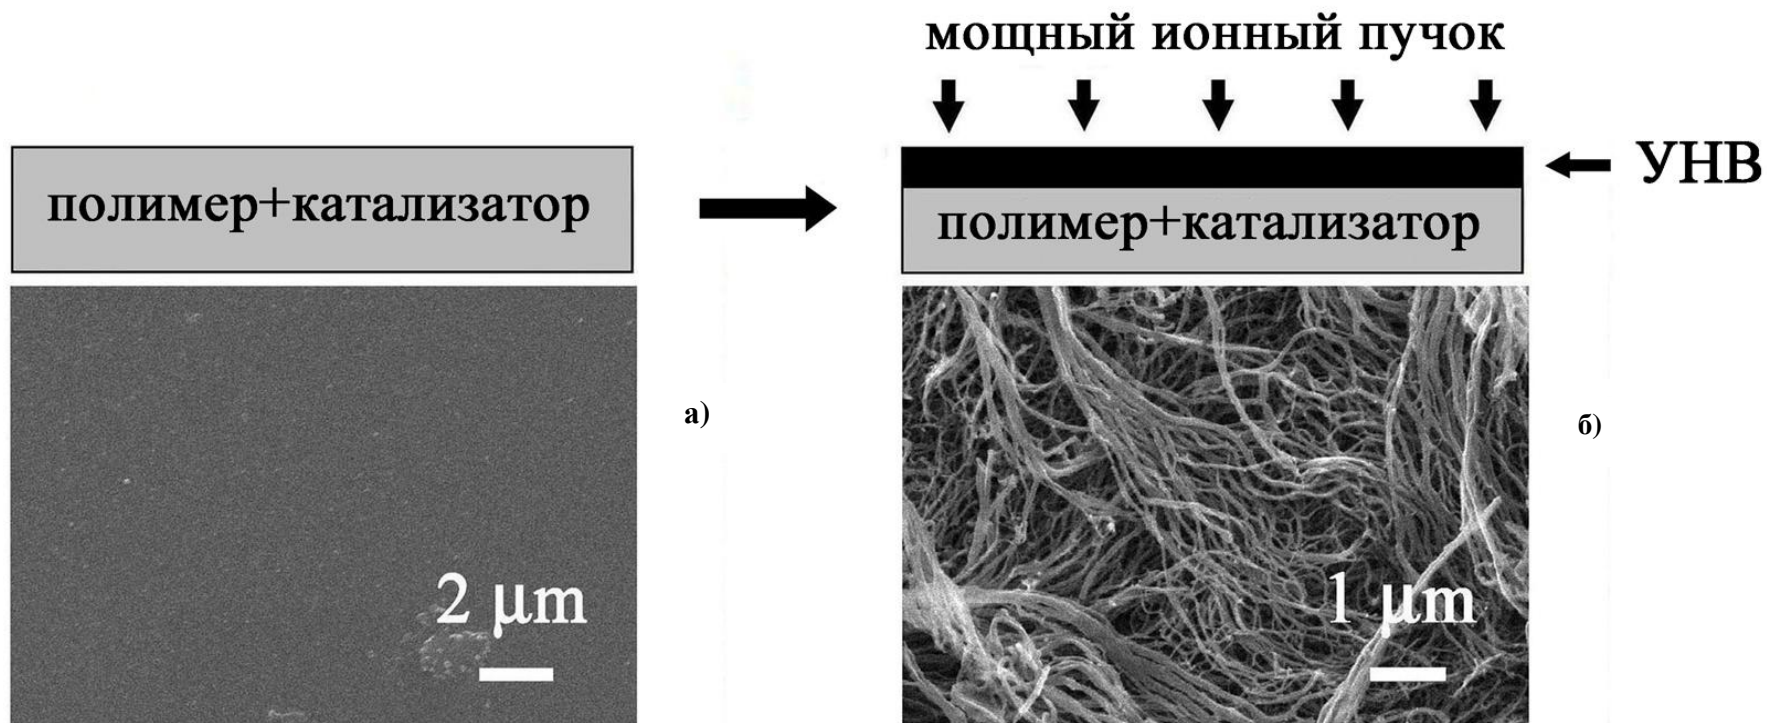 мощный ионный пучок
полимер+катализатор
УНВ
полимер+катализатор
а)
б)
2 μm
1 μm